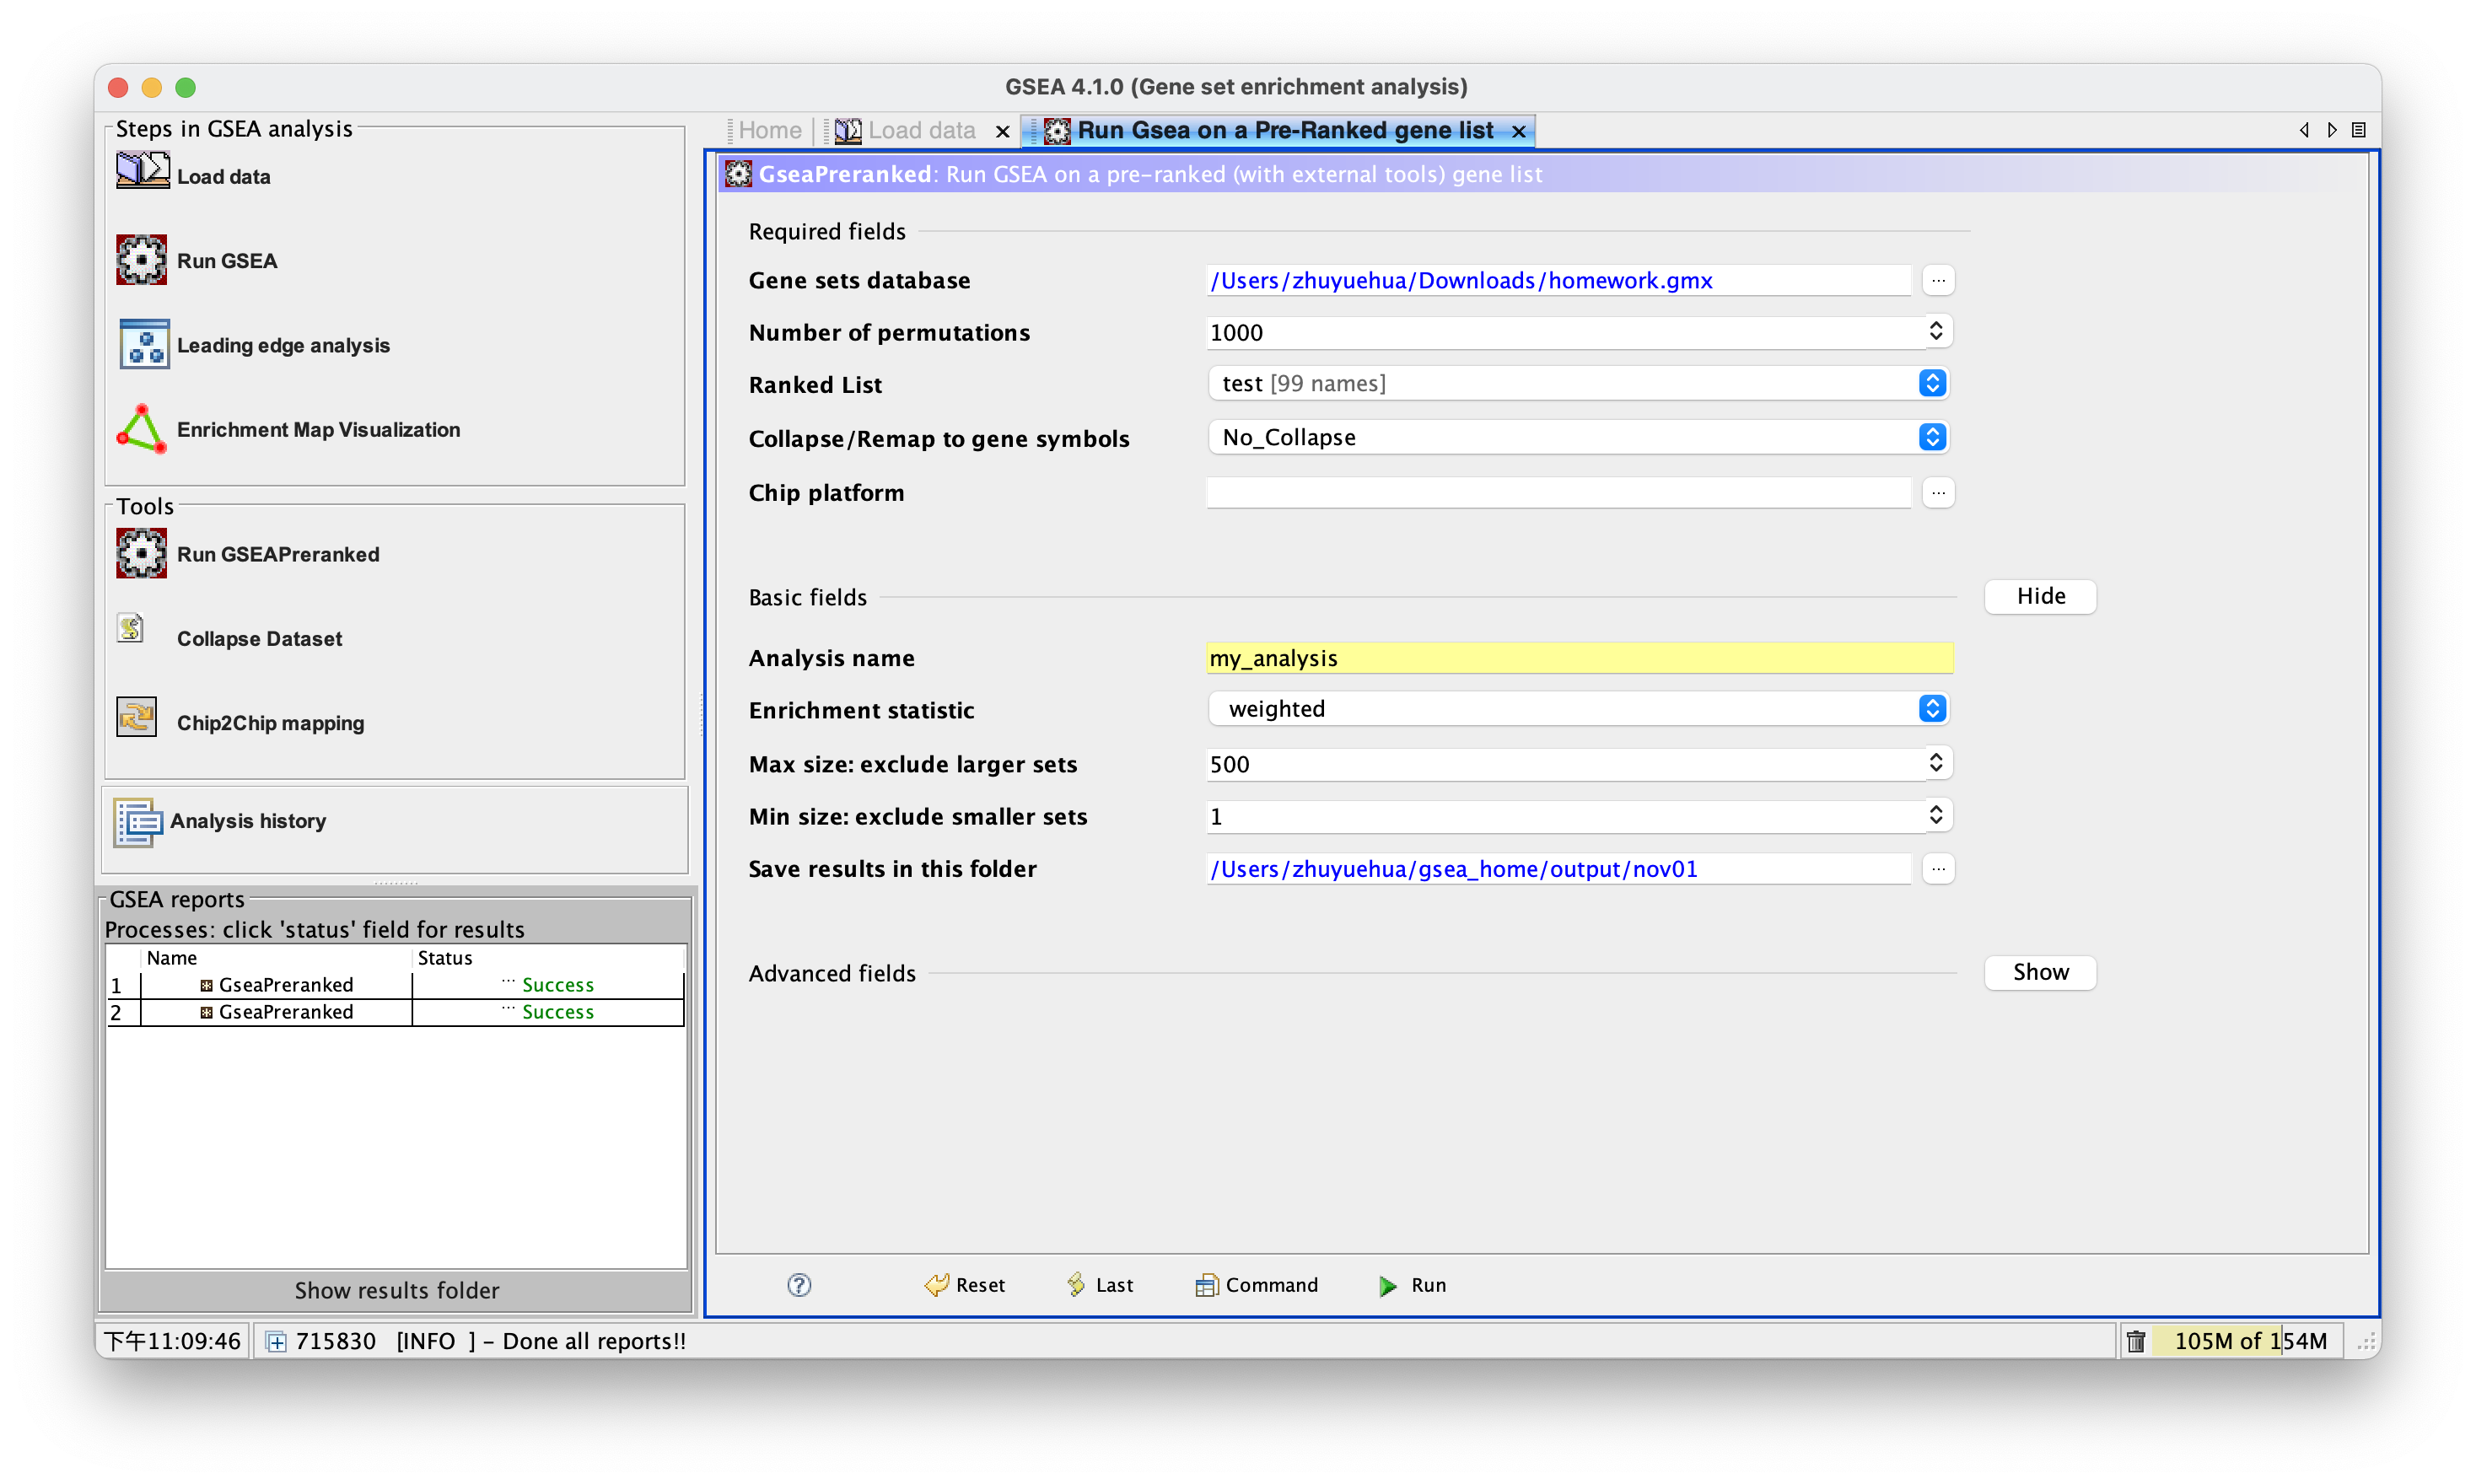 GSEA 4.1.0 (Gene set enrichment analysis)
Steps in GSEA analysis
Load data
Run GSEA
Leading edge analysis
Enrichment Map Visualization
Tools
Run GSEAPreranked
Collapse Dataset
Chip2Chip mapping
Analysis history
GSEA reports
Processes: click 'status' field for results
Name Status
1 GseaPreranked ... Success
2 GseaPreranked ... Success
Show results folder
Home Load data Run Gsea on a Pre-Ranked gene list
GseaPreranked: Run GSEA on a pre-ranked (with external tools) gene list
Required fields
Gene sets database /Users/zhuyuehua/Downloads/homework.gmx ...
Number of permutations 1000
Ranked List test [99 names]
Collapse/Remap to gene symbols No_Collapse
Chip platform ...
Basic fields Hide
Analysis name my_analysis
Enrichment statistic weighted
Max size: exclude larger sets 500
Min size: exclude smaller sets 1
Save results in this folder /Users/zhuyuehua/gsea_home/output/nov01 ...
Advanced fields Show
? Reset Last Command Run
下午11:09:46 715830 [INFO ] - Done all reports!! 105M of 154M